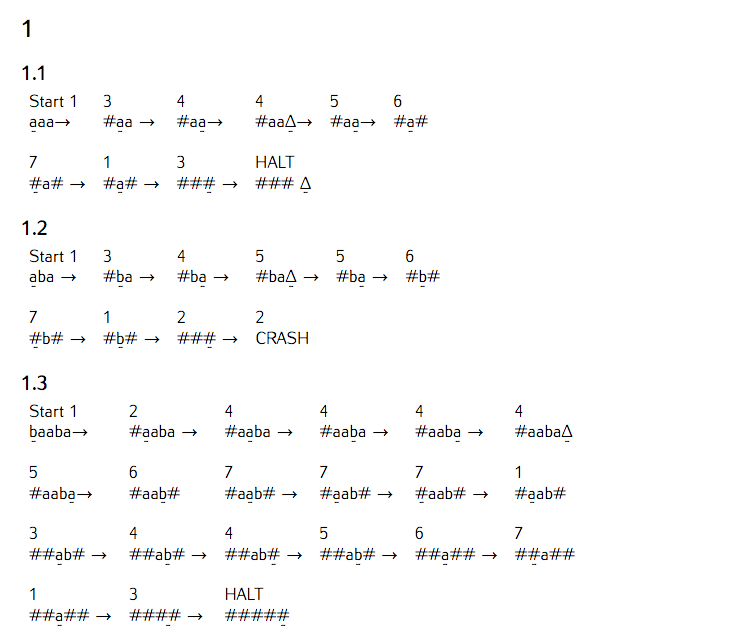 1
1.1
Start 1 3 4 4 5 6
aaa→ #aa → #aa→ #aaΔ→ #aa→ #a#
7 1 3 HALT
#a# → #a# → ### → ### Δ
1.2
Start 1 3 4 5 5 6
aba → #ba → #ba → #baΔ → #ba → #b#
7 1 2 2
#b# → #b# → ### → CRASH
1.3
Start 1 2 4 4 4 4
baaba→ #aaba → #aaba → #aaba → #aaba → #aabaΔ
5 6 7 7 7 1
#aaba→ #aab# #aab# → #aab# → #aab# → #aab#
3 4 4 5 6 7
##ab# → ##ab# → ##ab# → ##ab# → ##a## → ##a##
1 3 HALT
##a## → #### → #####